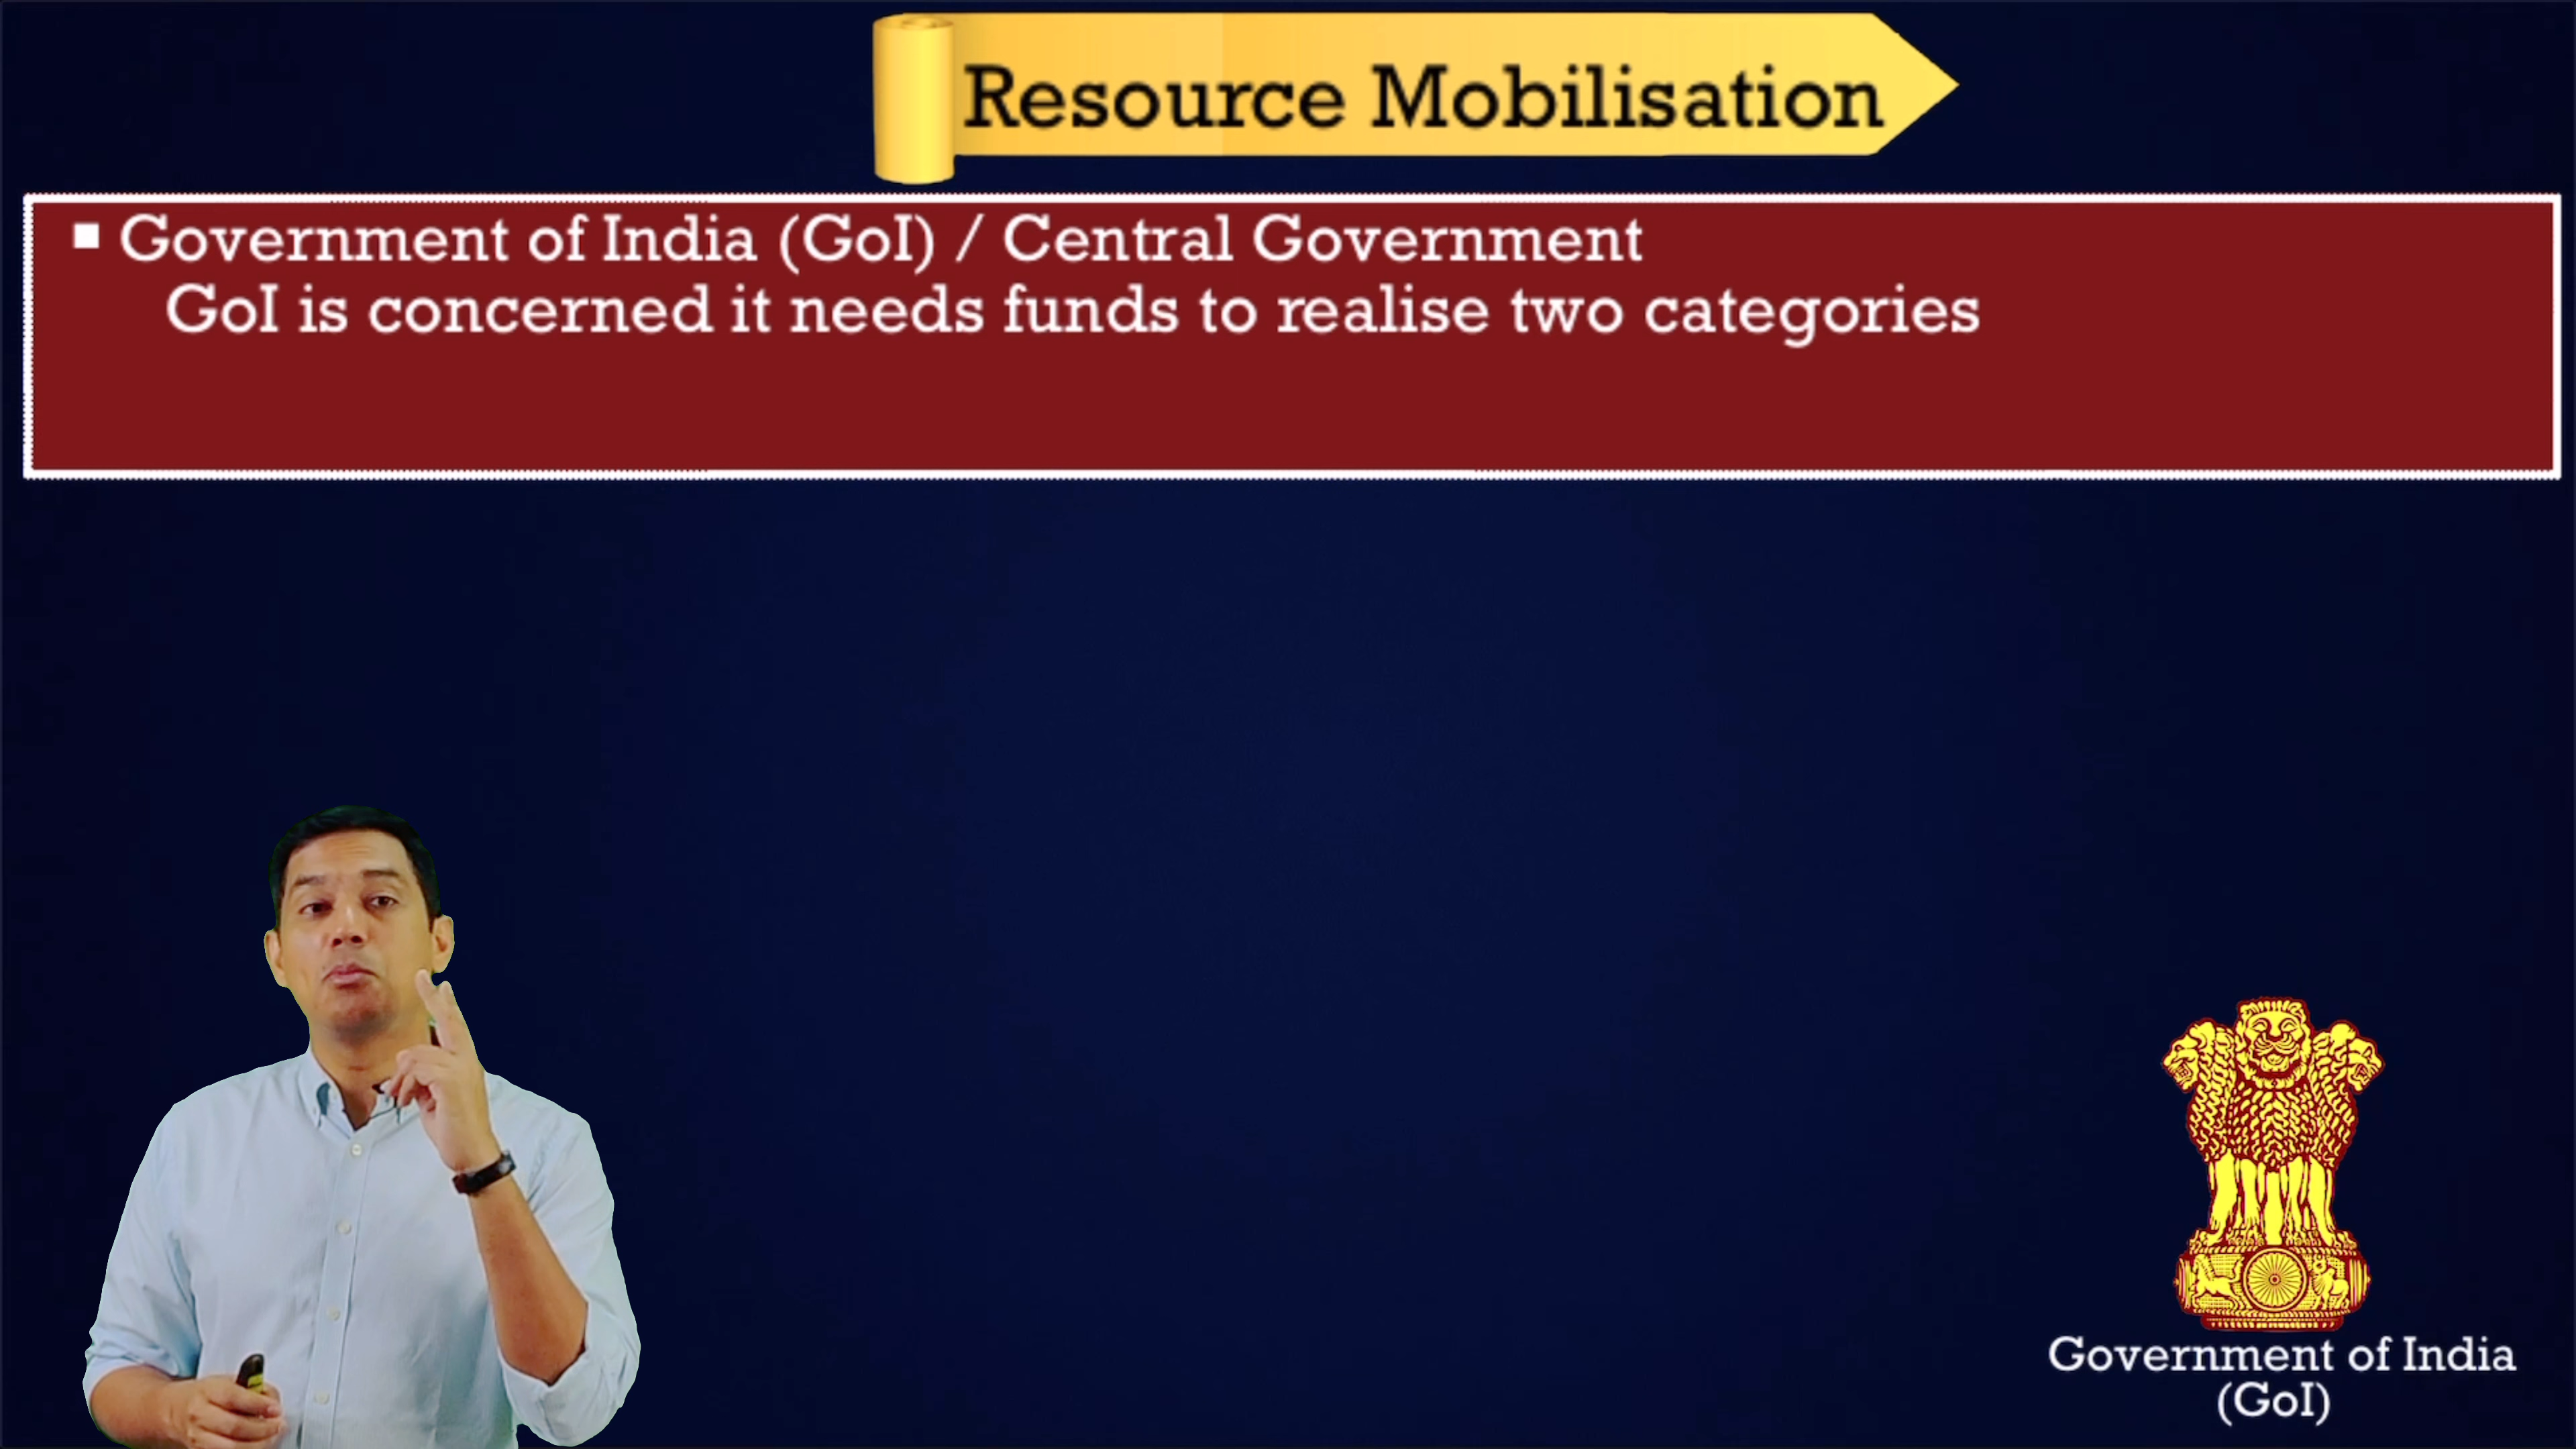 Resource Mobilisation
▪ Government of India (GoI) / Central Government
GoI is concerned it needs funds to realise two categories
Government of India
(GoI)